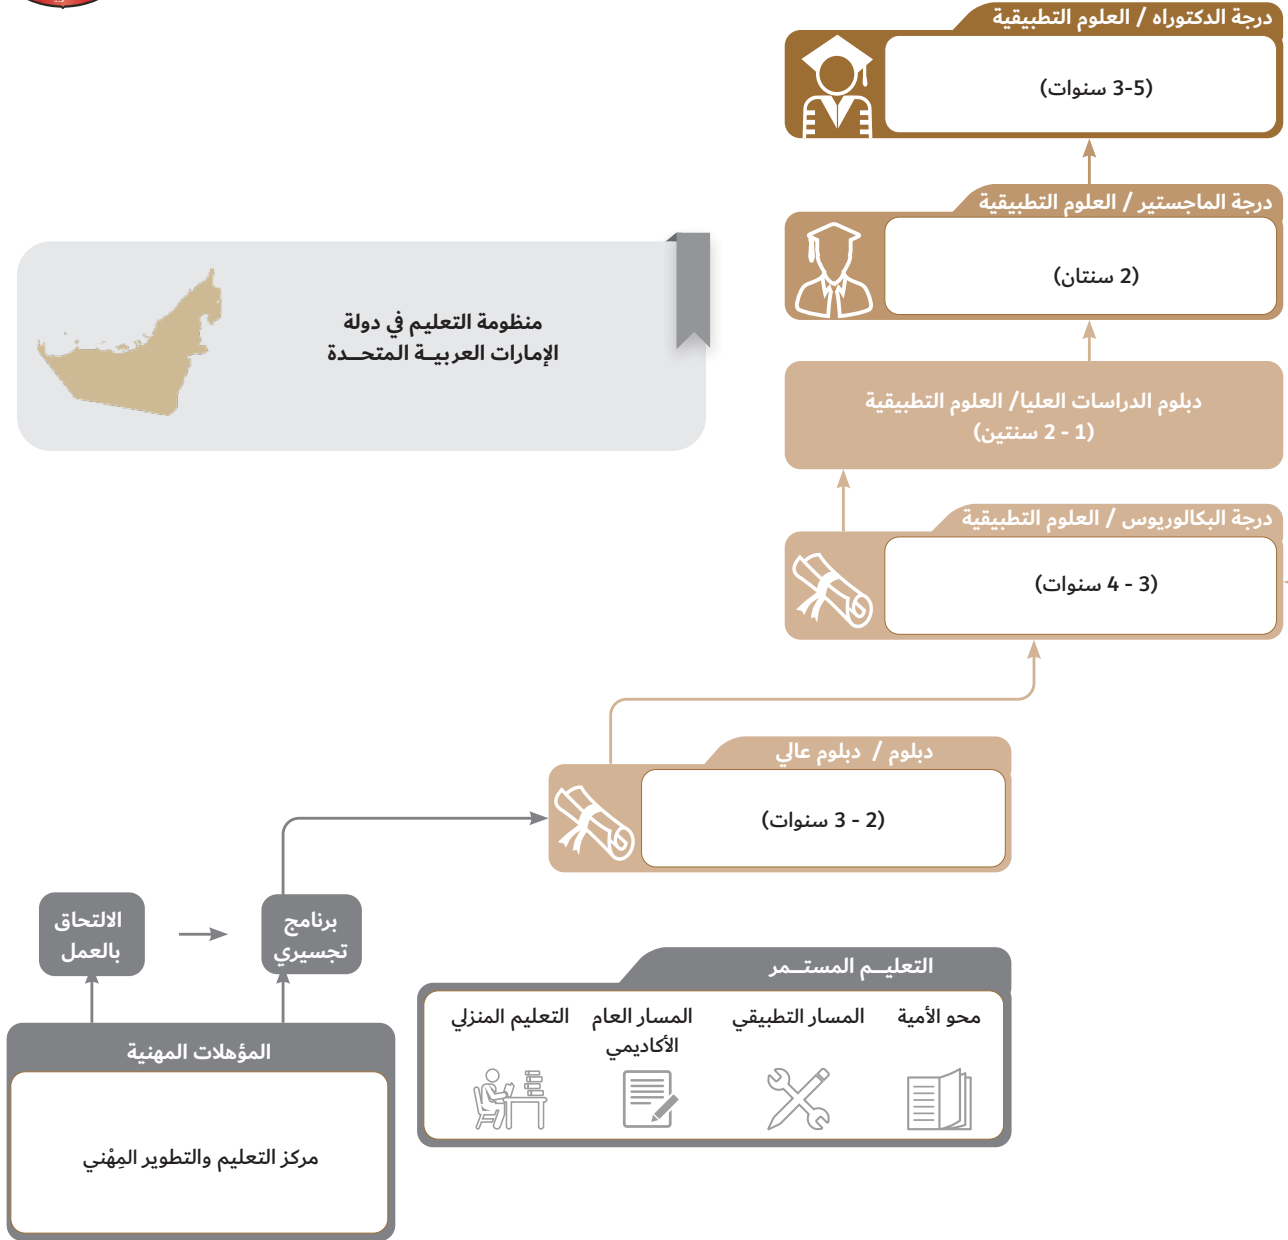 درجة الدكتوراه / العلوم التطبيقية
(3-5 سنوات)
درجة الماجستير / العلوم التطبيقية
(2 سنتان)
منظومة التعليم في دولة
الإمارات العربيــة المتحــدة
دبلوم الدراسات العليا/ العلوم التطبيقية
(1 - 2 سنتين)
درجة البكالوريوس / العلوم التطبيقية
(3 - 4 سنوات)
دبلوم / دبلوم عالي
(2 - 3 سنوات)
برنامج
تجسيري
الالتحاق
بالعمل
التعليــم المستــمر
محو الأمية
المسار التطبيقي
المسار العام
الأكاديمي
التعليم المنزلي
المؤهلات المهنية
مركز التعليم والتطوير المِهْني